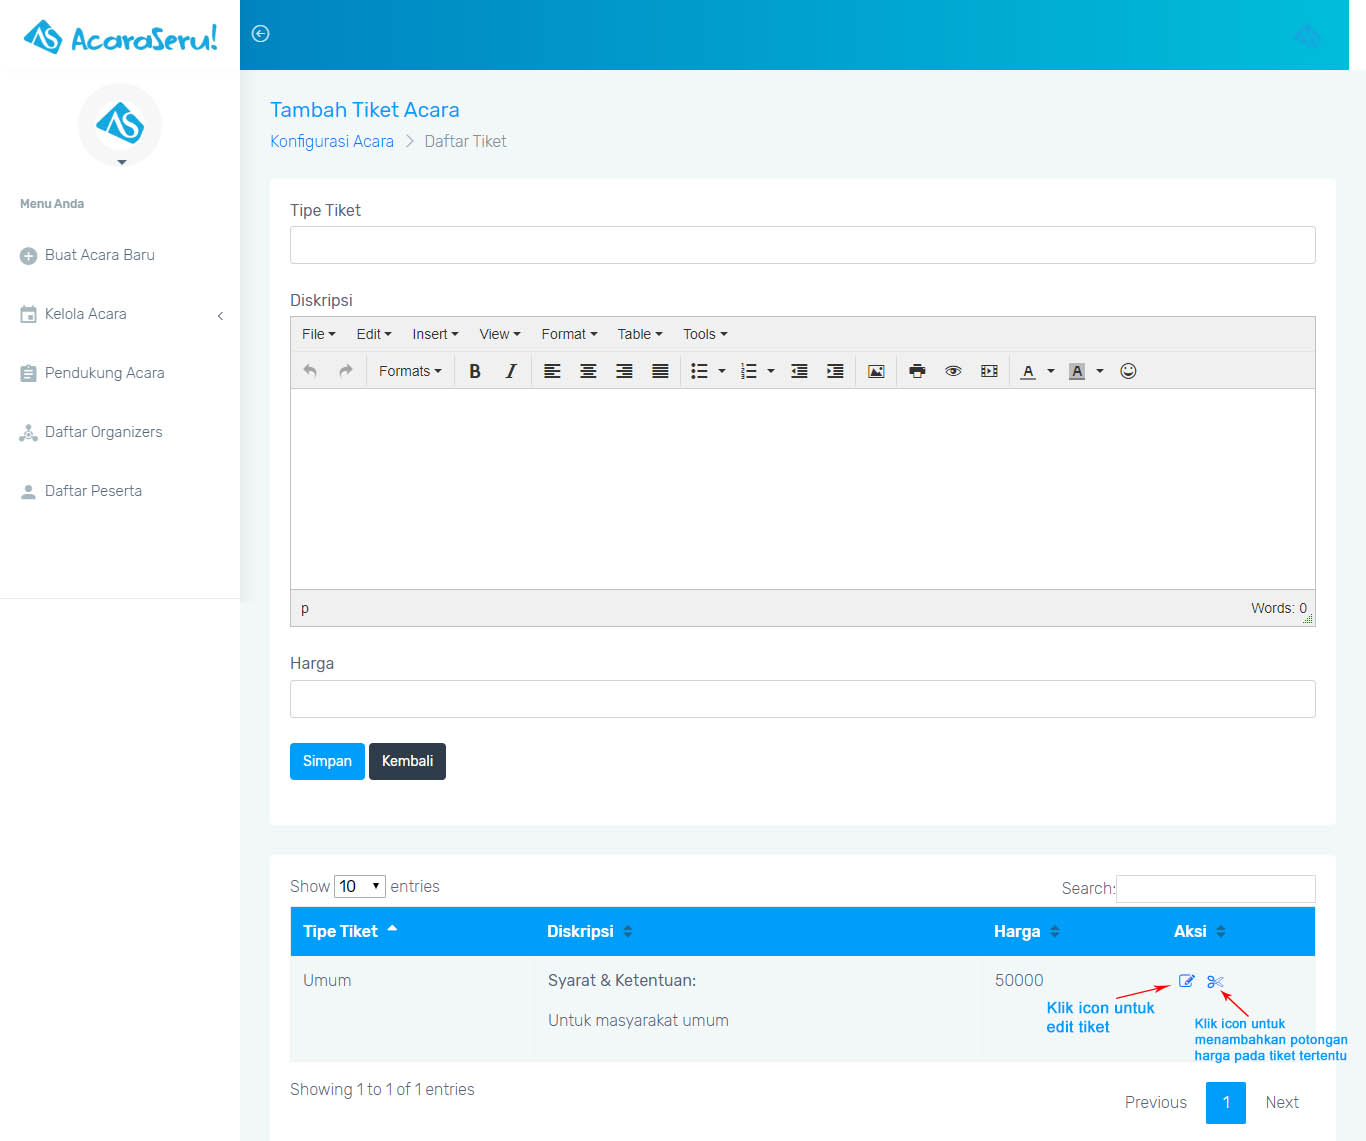 AcaraSeru!
Menu Anda
Buat Acara Baru
Kelola Acara
Pendukung Acara
Daftar Organizers
Daftar Peserta
Tambah Tiket Acara
Konfigurasi Acara > Daftar Tiket
Tipe Tiket
Diskripsi
File Edit Insert View Format Table Tools
Formats B I A A
p Words: 0
Harga
Simpan Kembali
Show 10 entries Search:
Tipe Tiket Diskripsi Harga Aksi
Umum Syarat & Ketentuan: 50000
Untuk masyarakat umum
Klik icon untuk
edit tiket
Klik icon untuk
menambahkan potongan
harga pada tiket tertentu
Showing 1 to 1 of 1 entries
Previous 1 Next